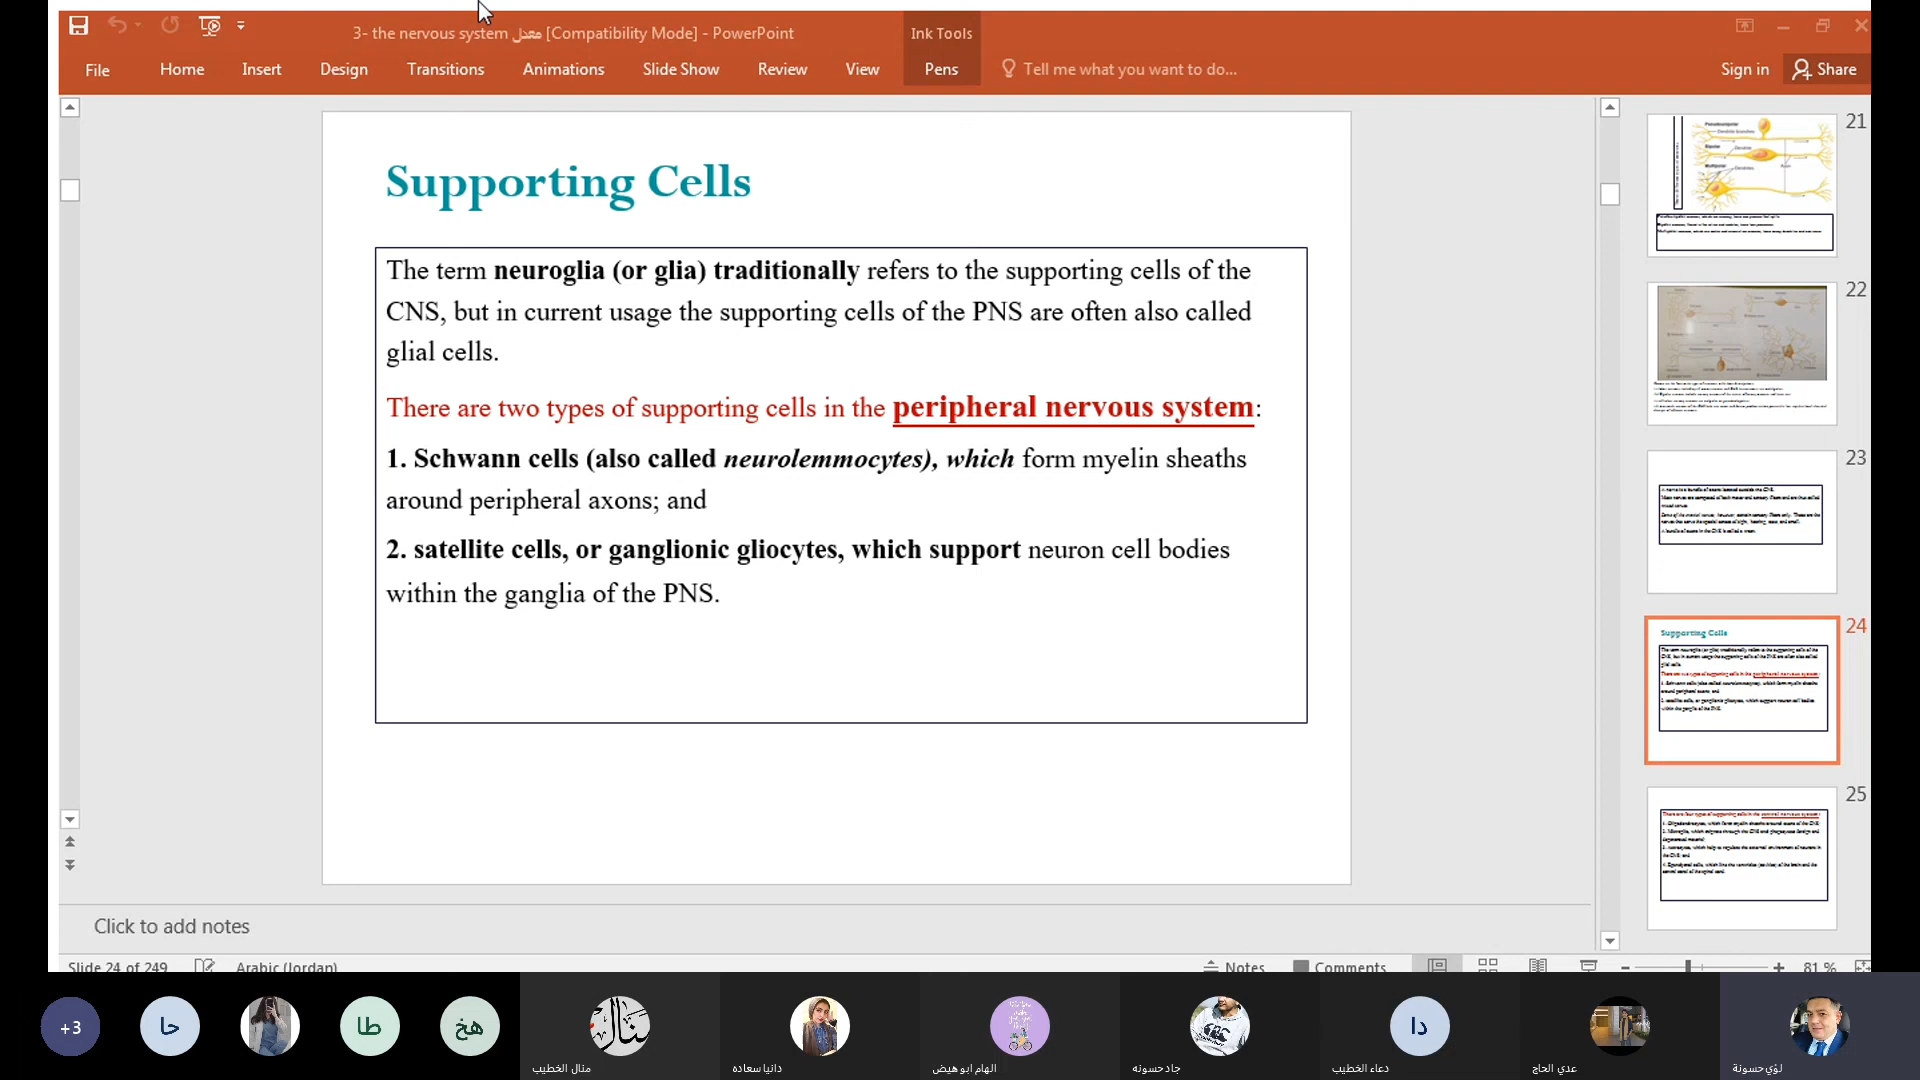 3- the nervous system معدل [Compatibility Mode] - PowerPoint
Ink Tools
File
Home
Insert
Design
Transitions
Animations
Slide Show
Review
View
Pens
Tell me what you want to do...
Sign in
Share
Supporting Cells
The term neuroglia (or glia) traditionally refers to the supporting cells of the
CNS, but in current usage the supporting cells of the PNS are often also called
glial cells.
There are two types of supporting cells in the peripheral nervous system:
1. Schwann cells (also called neurolemmocytes), which form myelin sheaths
around peripheral axons; and
2. satellite cells, or ganglionic gliocytes, which support neuron cell bodies
within the ganglia of the PNS.
21
22
23
24
Supporting Cells
25
Click to add notes
Slide 24 of 249
Arabic (Jordan)
Notes
Comments
81 %
+3
حا
طا
هخ
منال الخطيب
دانيا سعاده
الهام ابو هيض
جاد حسونه
دا
دعاء الخطيب
عدي الحاج
لؤي حسونة